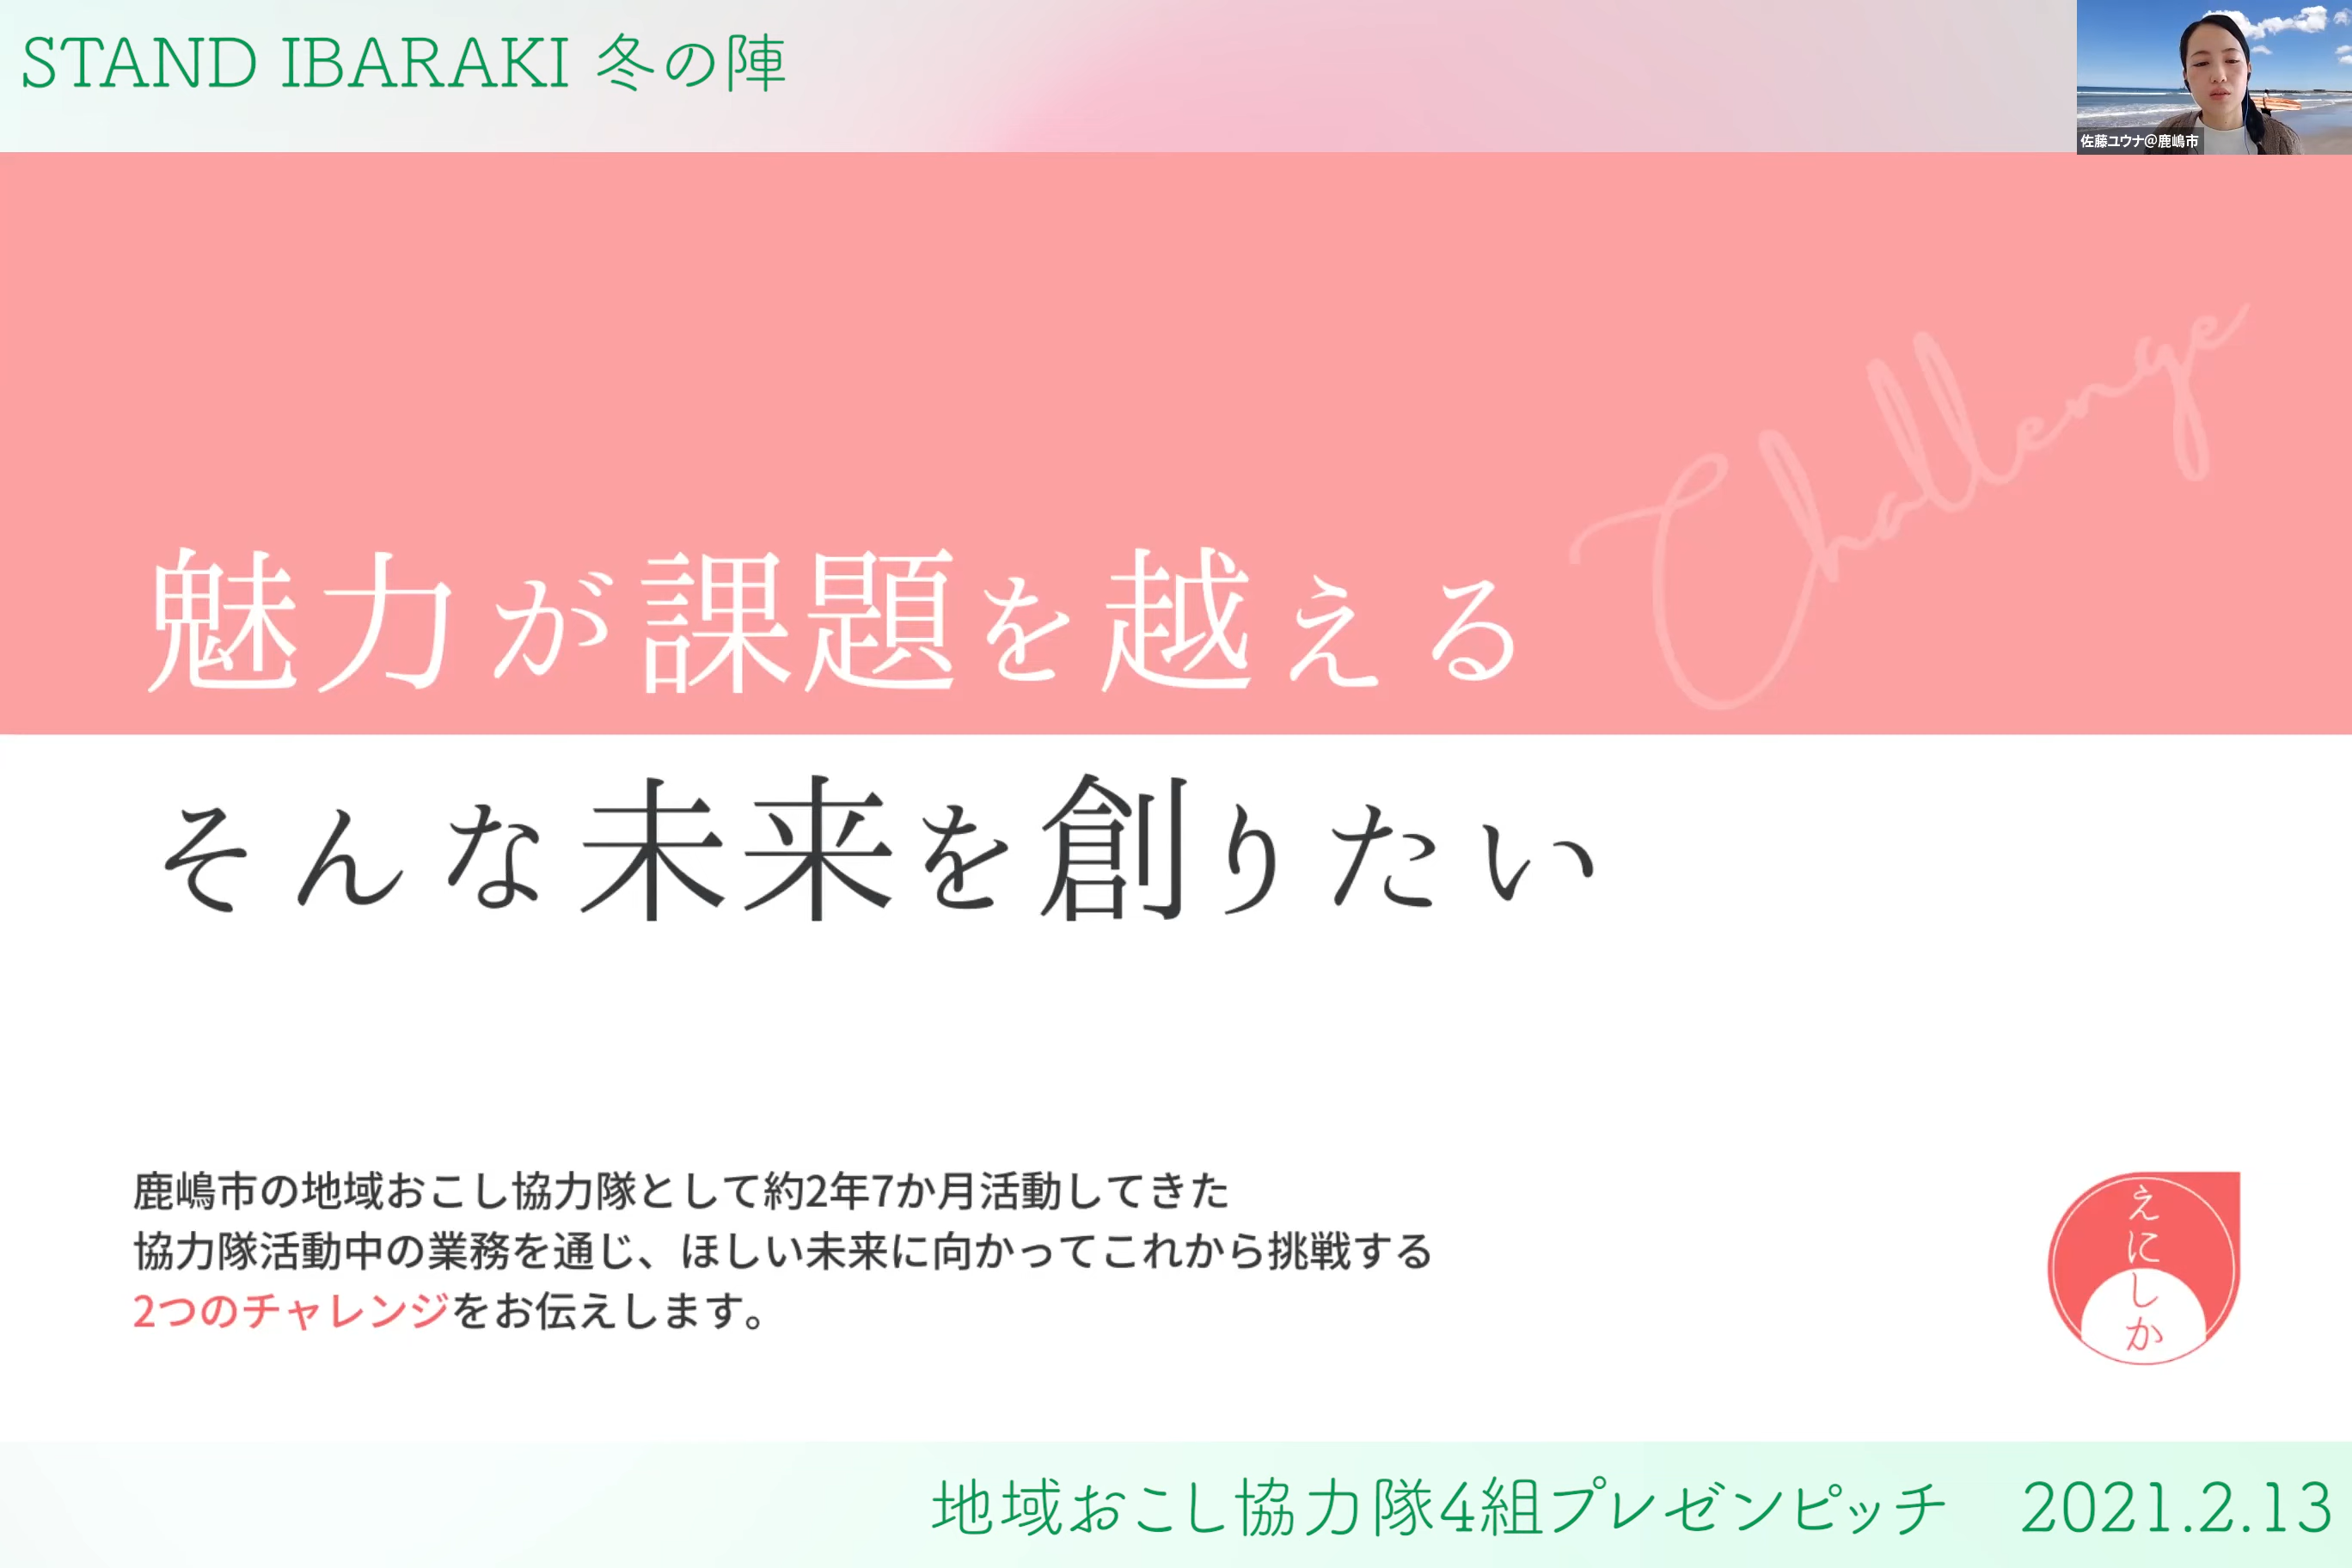 STAND IBARAKI 冬の陣
佐藤ユウナ@鹿嶋市
Challenge
魅力が課題を越える
そんな未来を創りたい
鹿嶋市の地域おこし協力隊として約2年7か月活動してきた
協力隊活動中の業務を通じ、ほしい未来に向かってこれから挑戦する
2つのチャレンジをお伝えします。
えにしか
地域おこし協力隊4組プレゼンピッチ 2021.2.13